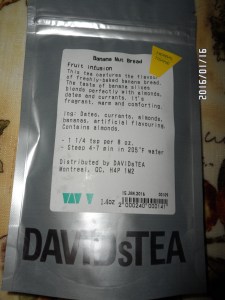 2016/01/16
Banana Nut Bread
Fruit infusion
This tea captures the flavour
of freshly-baked banana bread.
The taste of banana slices
blends perfectly with almonds,
dates and currants. it's
fragrant, warm and comforting.
ing: Dates, currants, almonds,
bananas, artificial flavouring.
Contains almonds.
- 1 1/4 tsp per 8 oz.
- Steep 4-7 min in 205°F water
Distributed by DAVIDsTEA
Montreal, QC, H4P 1M2
15 JAN 2016
DAVIDsTEA